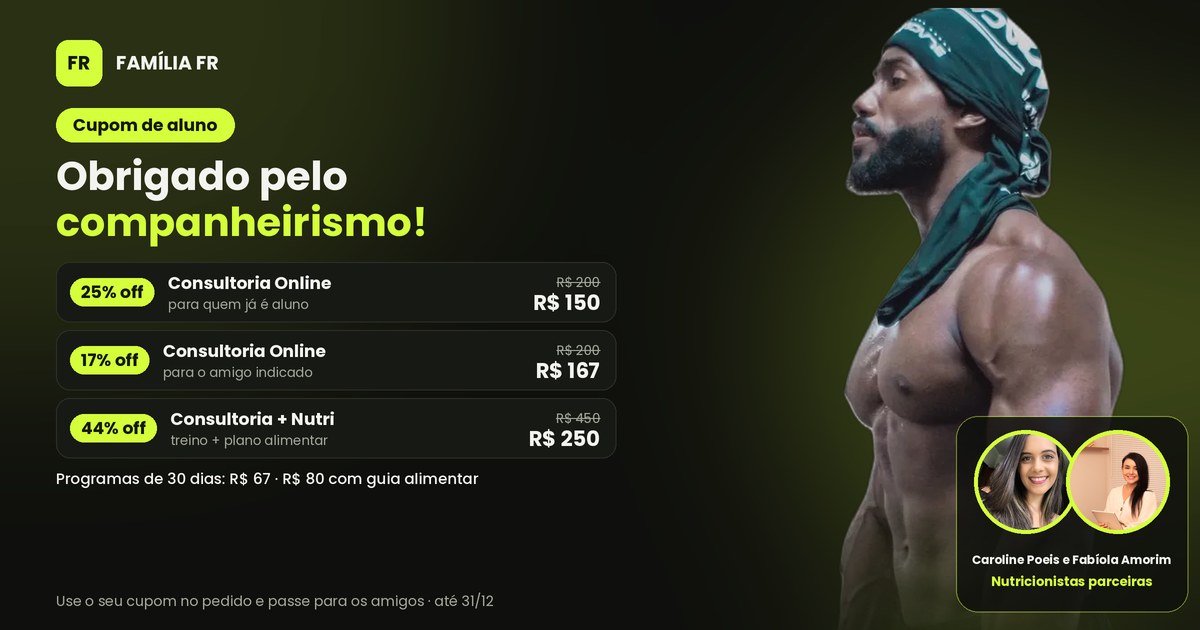 FR
FAMÍLIA FR
Cupom de aluno
Obrigado pelo
companheirismo!
25% off
Consultoria Online
para quem já é aluno
R$ 200
R$ 150
17% off
Consultoria Online
para o amigo indicado
R$ 200
R$ 167
44% off
Consultoria + Nutri
treino + plano alimentar
R$ 450
R$ 250
Programas de 30 dias: R$ 67 · R$ 80 com guia alimentar
Caroline Poeis e Fabíola Amorim
Nutricionistas parceiras
Use o seu cupom no pedido e passe para os amigos · até 31/12